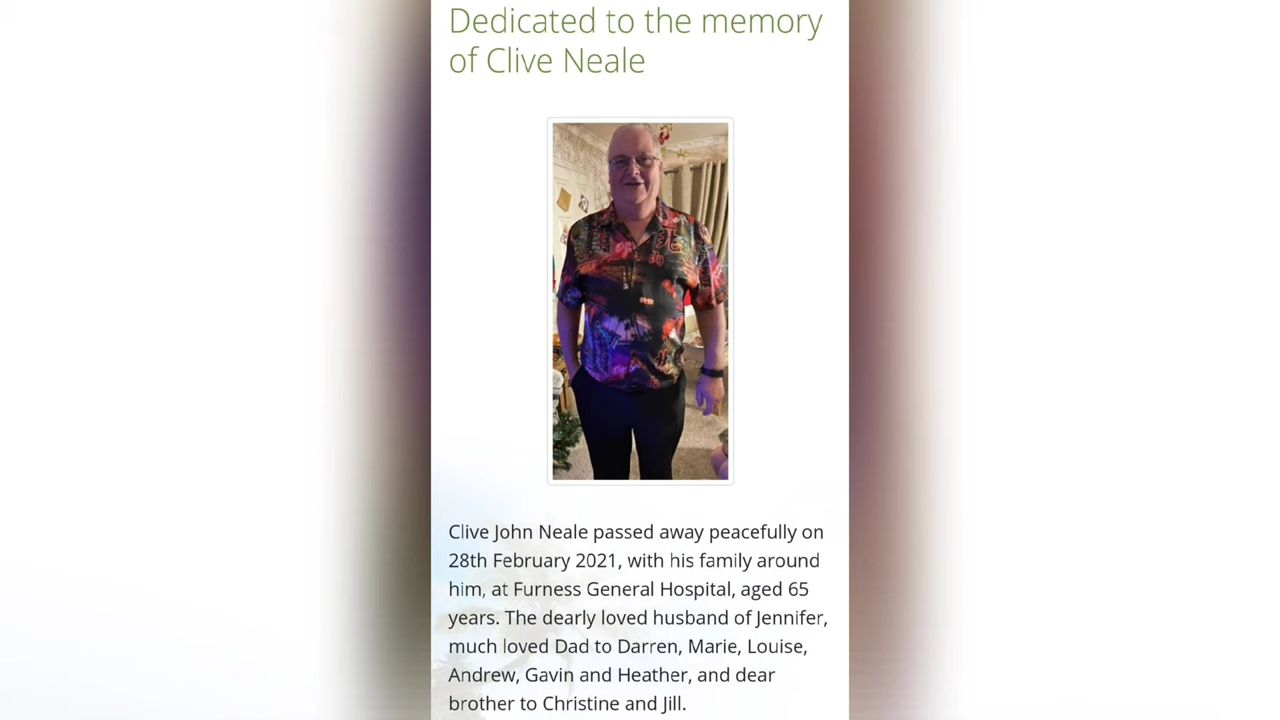 Dedicated to the memory
of Clive Neale
Clive John Neale passed away peacefully on
28th February 2021, with his family around
him, at Furness General Hospital, aged 65
years. The dearly loved husband of Jennifer,
much loved Dad to Darren, Marie, Louise,
Andrew, Gavin and Heather, and dear
brother to Christine and Jill.